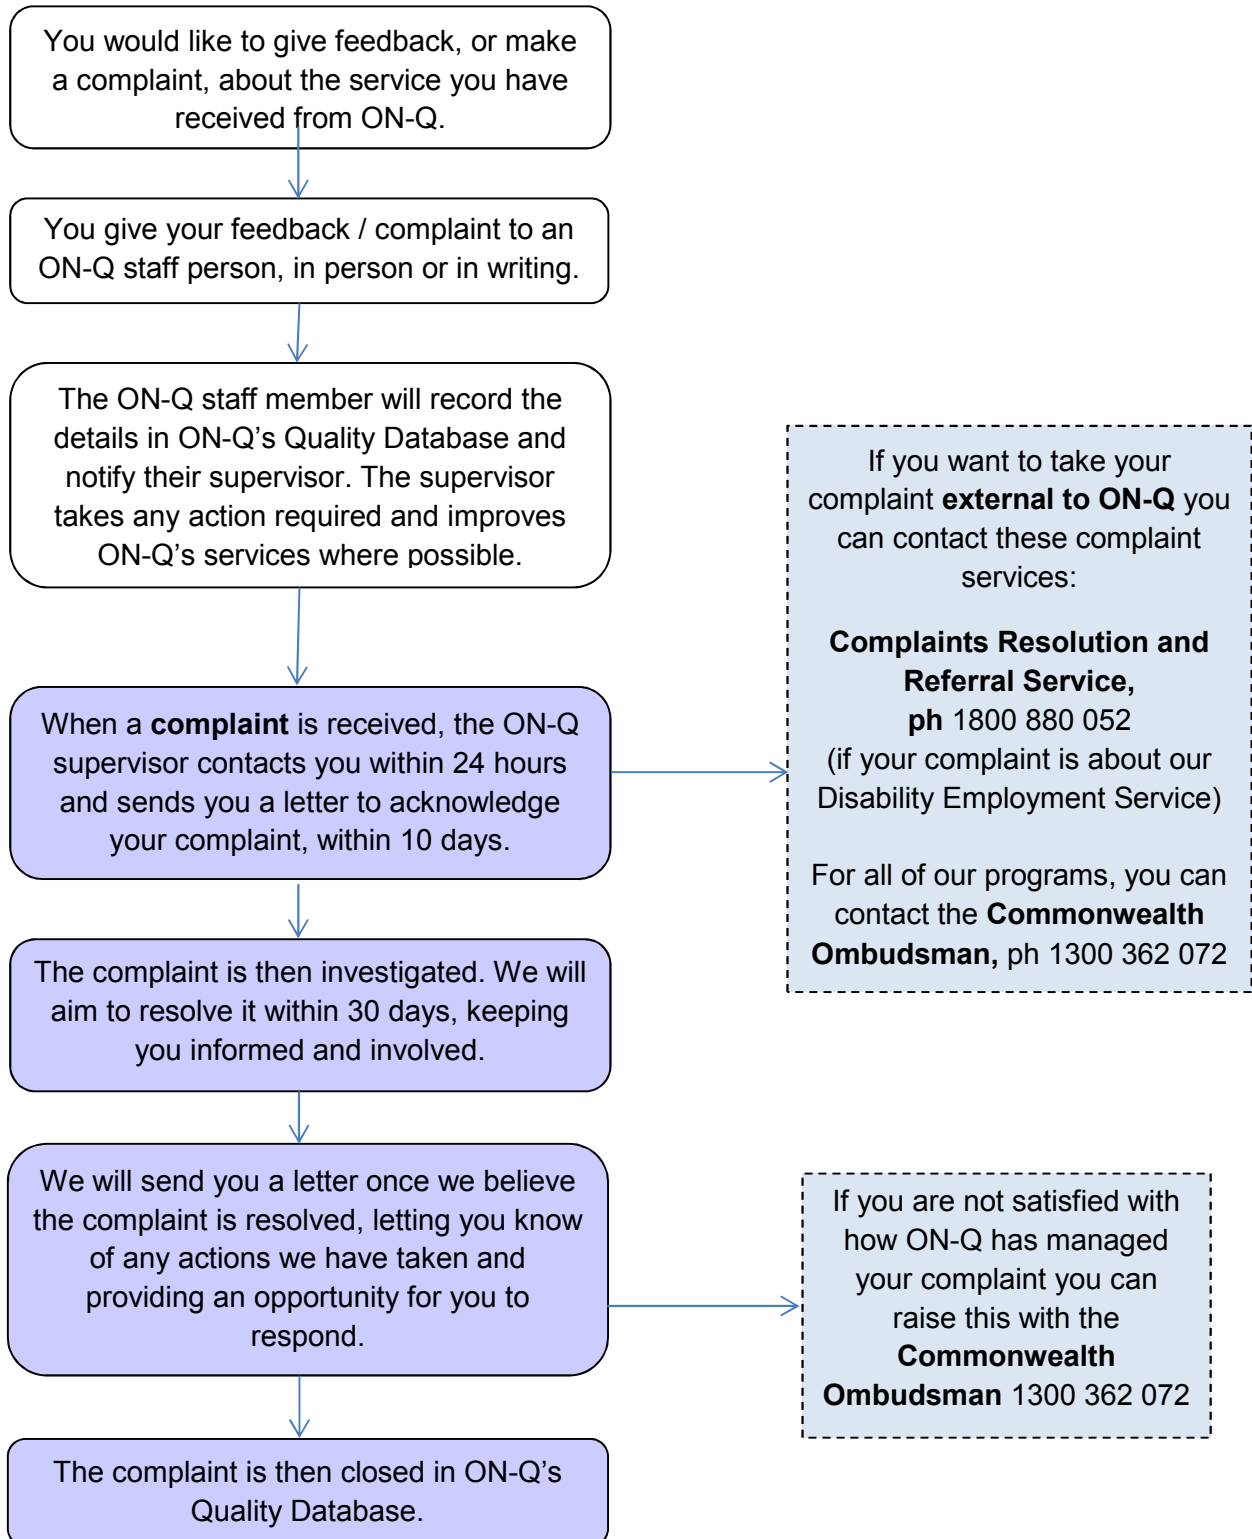 You would like to give feedback, or make
a complaint, about the service you have
received from ON-Q.
You give your feedback / complaint to an
ON-Q staff person, in person or in writing.
The ON-Q staff member will record the
details in ON-Q’s Quality Database and
notify their supervisor. The supervisor
takes any action required and improves
ON-Q’s services where possible.
When a complaint is received, the ON-Q
supervisor contacts you within 24 hours
and sends you a letter to acknowledge
your complaint, within 10 days.
If you want to take your
complaint external to ON-Q you
can contact these complaint
services:
Complaints Resolution and
Referral Service,
ph 1800 880 052
(if your complaint is about our
Disability Employment Service)
For all of our programs, you can
contact the Commonwealth
Ombudsman, ph 1300 362 072
The complaint is then investigated. We will
aim to resolve it within 30 days, keeping
you informed and involved.
We will send you a letter once we believe
the complaint is resolved, letting you know
of any actions we have taken and
providing an opportunity for you to
respond.
If you are not satisfied with
how ON-Q has managed
your complaint you can
raise this with the
Commonwealth
Ombudsman 1300 362 072
The complaint is then closed in ON-Q’s
Quality Database.